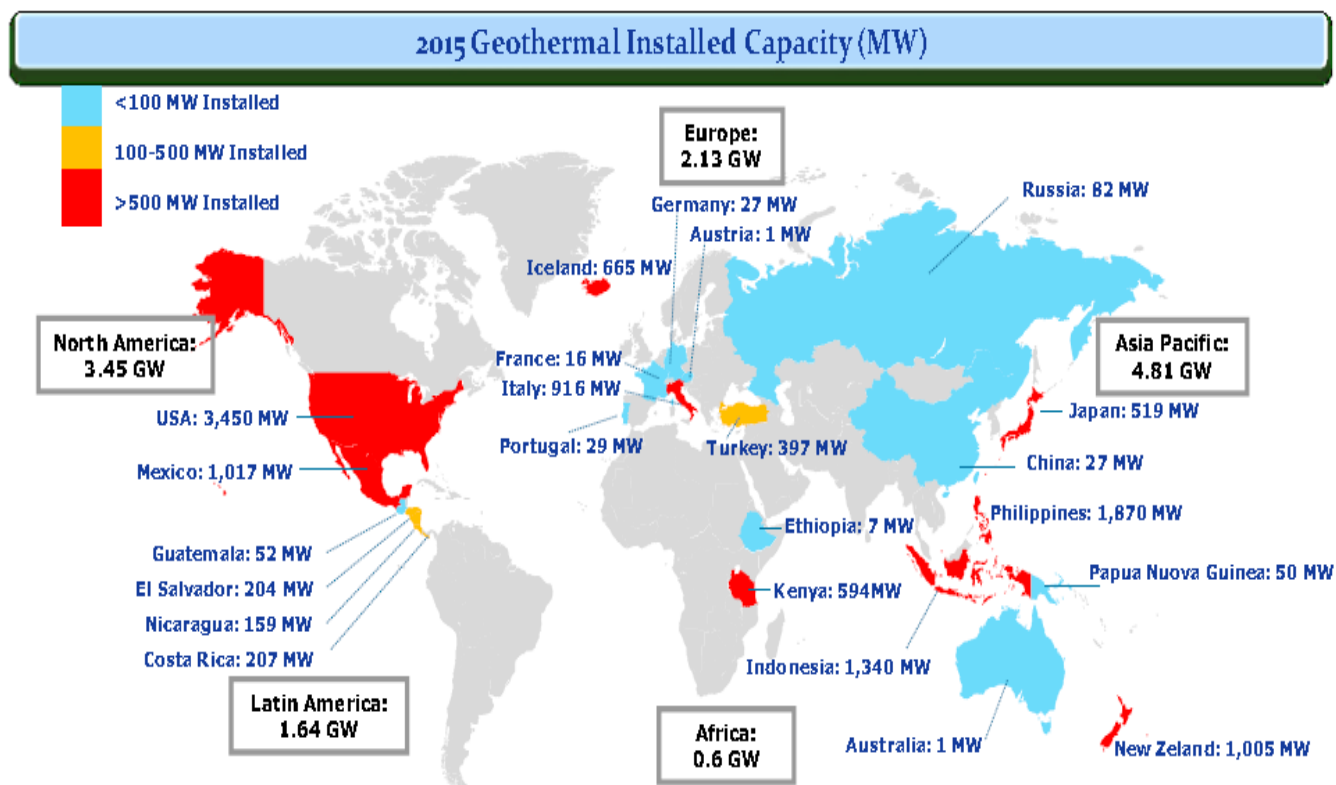 2015 Geothermal Installed Capacity (MW)
<100 MW Installed
100-500 MW Installed
>500 MW Installed
Europe:
2.13 GW
Russia: 82 MW
Germany: 27 MW
Austria: 1 MW
Iceland: 665 MW
North America:
3.45 GW
Asia Pacific:
4.81 GW
France: 16 MW
Italy: 916 MW
USA: 3,450 MW
Japan: 519 MW
Portugal: 29 MW
Turkey: 397 MW
Mexico: 1,017 MW
China: 27 MW
Philippines: 1,870 MW
Ethiopia: 7 MW
Guatemala: 52 MW
El Salvador: 204 MW
Papua Nuova Guinea: 50 MW
Kenya: 594MW
Nicaragua: 159 MW
Costa Rica: 207 MW
Indonesia: 1,340 MW
Latin America:
1.64 GW
Africa:
0.6 GW
Australia: 1 MW
New Zeland: 1,005 MW